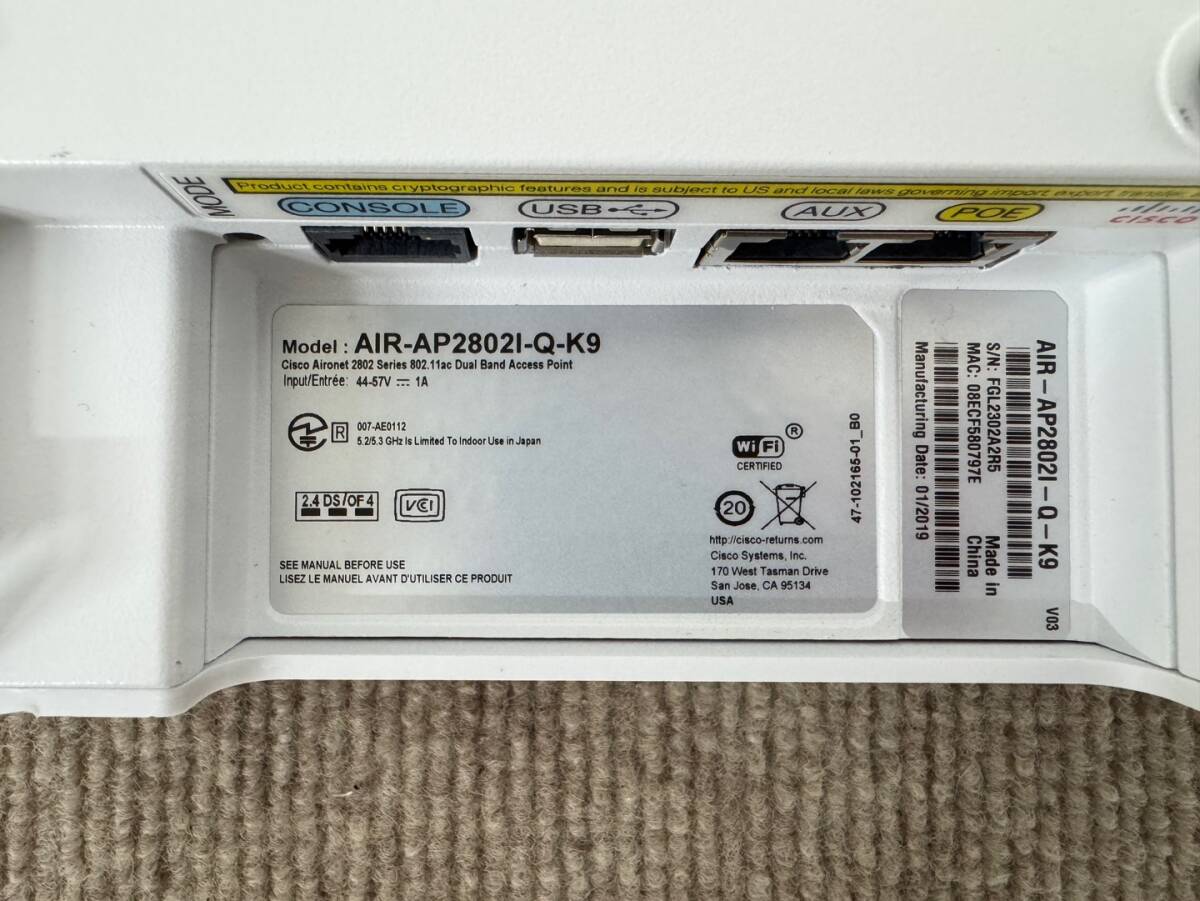 MODE
Product contains cryptographic features and is subject to US and local laws governing import, export, transfer
CONSOLE
USB
AUX
POE
CISCO
Model : AIR-AP2802I-Q-K9
Cisco Aironet 2802 Series 802.11ac Dual Band Access Point
Input/Entrée: 44-57V 1A
R
007-AE0112
5.2/5.3 GHz Is Limited To Indoor Use in Japan
2.4 DS/OF 4
VCI
Wi Fi ®
CERTIFIED
20
SEE MANUAL BEFORE USE
LISEZ LE MANUEL AVANT D'UTILISER CE PRODUIT
http://cisco-returns.com
Cisco Systems, Inc.
170 West Tasman Drive
San Jose, CA 95134
USA
47-102165-01_B0
AIR-AP2802I-Q-K9
S/N: FGL2302A2R5
MAC: 08ECF580797E
Made in
China
Manufacturing Date: 01/2019
V03